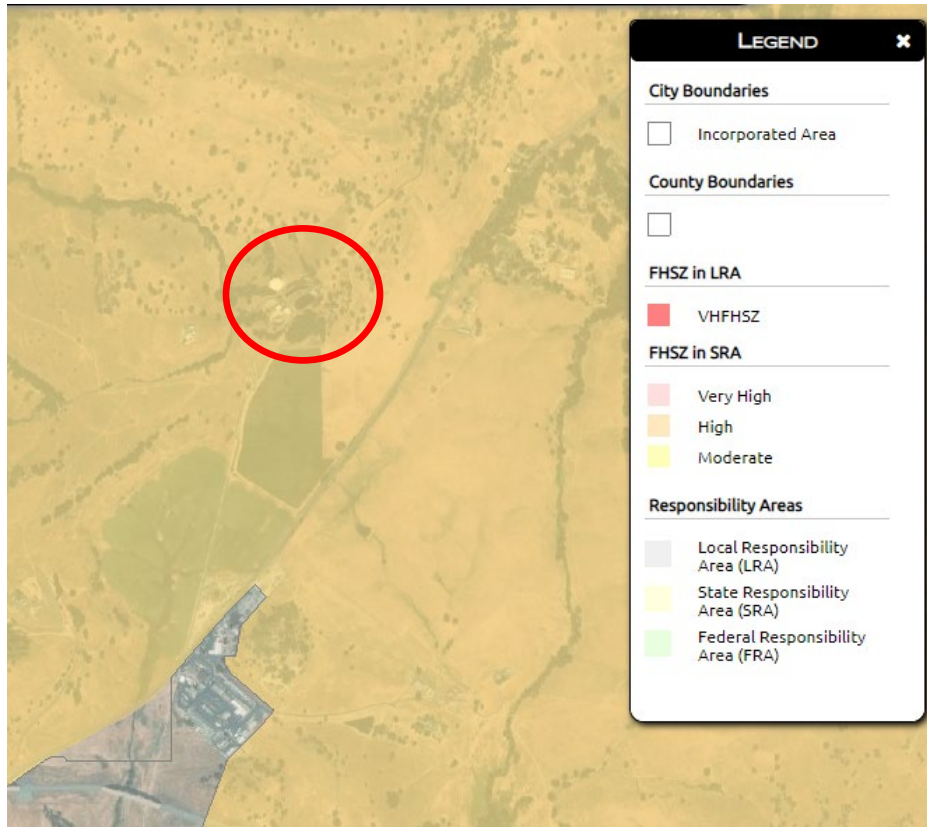 LEGEND
City Boundaries
Incorporated Area
County Boundaries
FHSZ in LRA
VHFHSZ
FHSZ in SRA
Very High
High
Moderate
Responsibility Areas
Local Responsibility
Area (LRA)
State Responsibility
Area (SRA)
Federal Responsibility
Area (FRA)